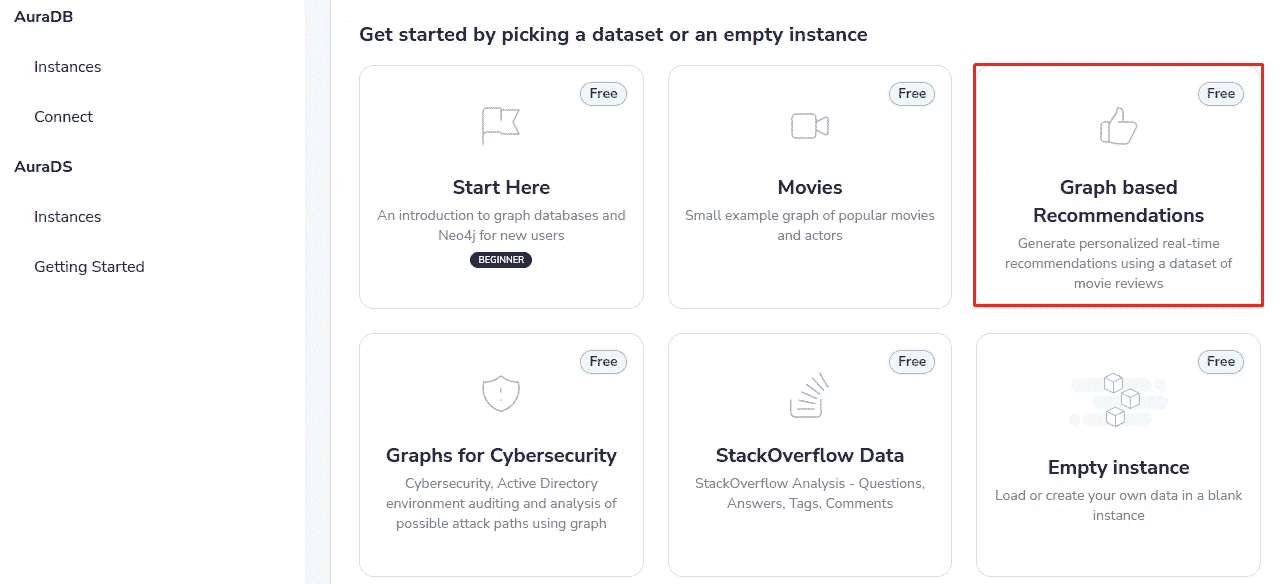 AuraDB
Instances
Connect
AuraDS
Instances
Getting Started
Get started by picking a dataset or an empty instance
Free
Start Here
An introduction to graph databases and
Neo4j for new users
BEGINNER
Free
Movies
Small example graph of popular movies
and actors
Free
Graph based
Recommendations
Generate personalized real-time
recommendations using a dataset of
movie reviews
Free
Graphs for Cybersecurity
Cybersecurity, Active Directory
environment auditing and analysis of
possible attack paths using graph
Free
StackOverflow Data
StackOverflow Analysis - Questions,
Answers, Tags, Comments
Free
Empty instance
Load or create your own data in a blank
instance